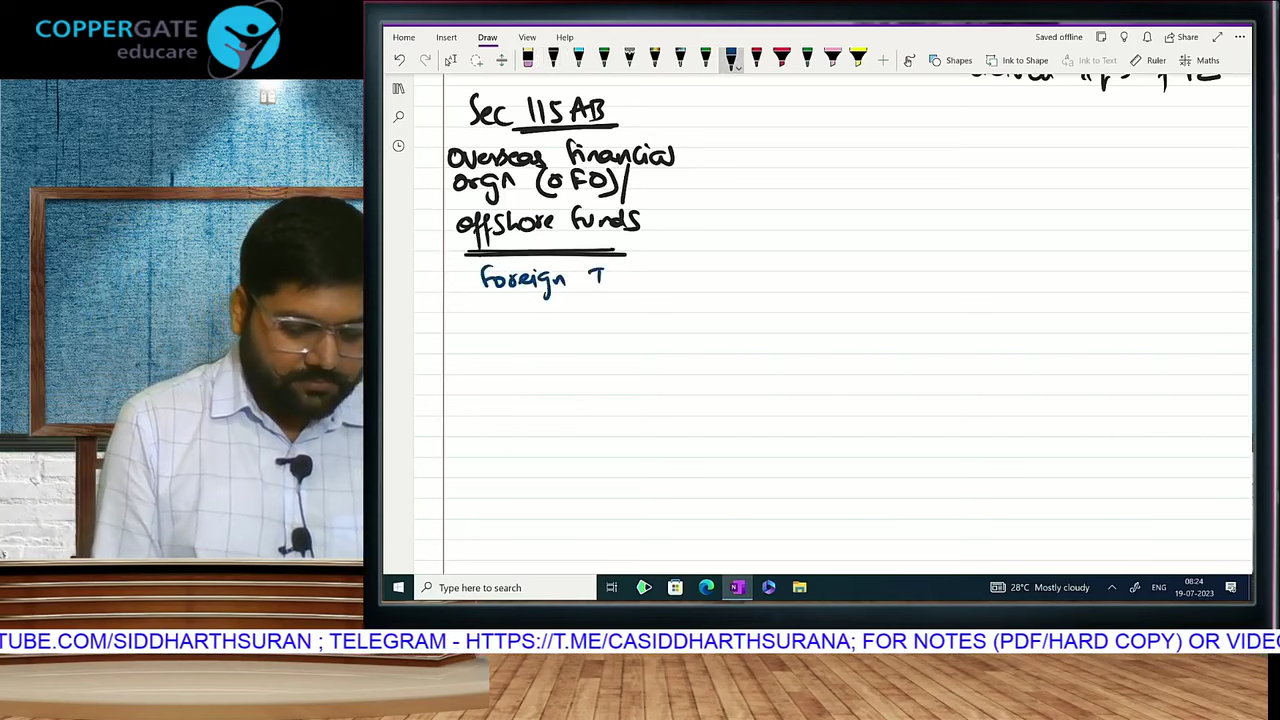 COPPERGATE
educare
Home Insert Draw View Help
Saved offline Share
Shapes Ink to Shape Ink to Text Ruler Maths
Sec 115AB
overseas financial
orgn (OFO)/
offshore funds
foreign T
Type here to search
28°C Mostly cloudy
ENG
08:24
19-07-2023
TUBE.COM/SIDDHARTHSURAN ; TELEGRAM - HTTPS://T.ME/CASIDDHARTHSURANA; FOR NOTES (PDF/HARD COPY) OR VIDEO